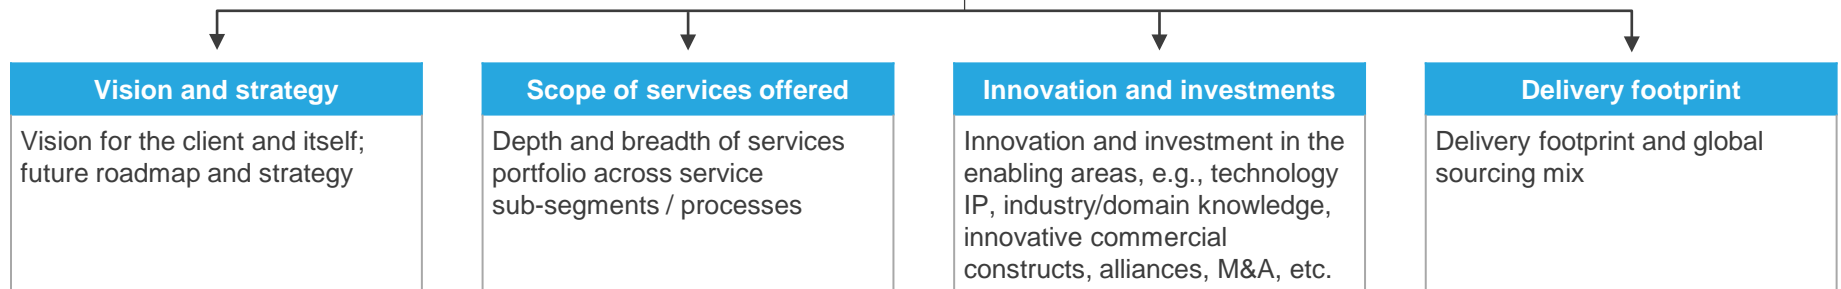 Vision and strategy
Vision for the client and itself;
future roadmap and strategy
Scope of services offered
Depth and breadth of services
portfolio across service
sub-segments / processes
Innovation and investments
Innovation and investment in the
enabling areas, e.g., technology
IP, industry/domain knowledge,
innovative commercial
constructs, alliances, M&A, etc.
Delivery footprint
Delivery footprint and global
sourcing mix